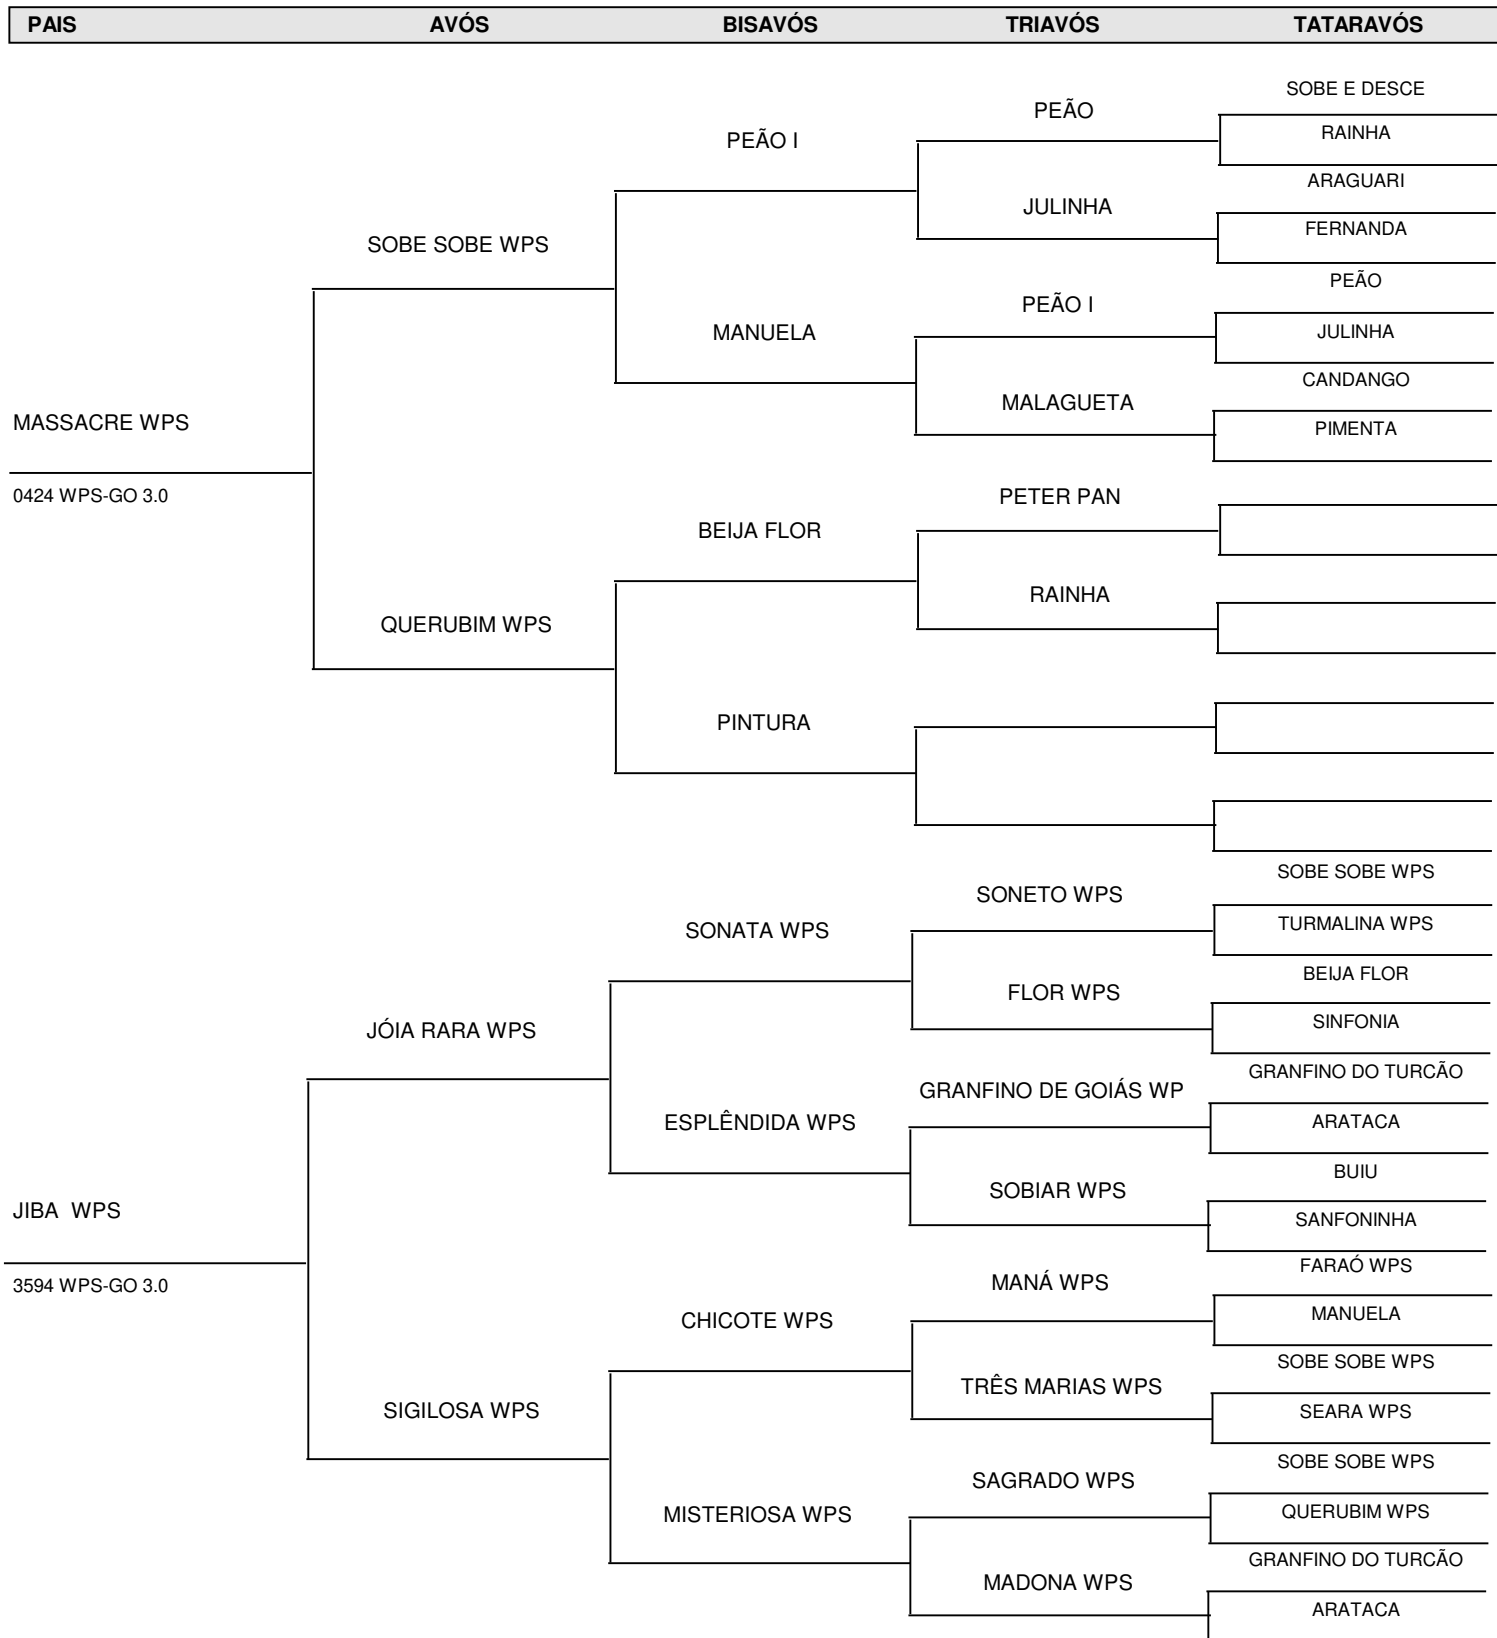 PAIS AVÓS BISAVÓS TRIAVÓS TATARAVÓS
SOBE E DESCE
PEÃO
RAINHA
PEÃO I
ARAGUARI
JULINHA
FERNANDA
SOBE SOBE WPS
PEÃO
PEÃO I
JULINHA
MANUELA
CANDANGO
MALAGUETA
MASSACRE WPS
PIMENTA
0424 WPS-GO 3.0
PETER PAN
BEIJA FLOR
RAINHA
QUERUBIM WPS
PINTURA
SOBE SOBE WPS
SONETO WPS
TURMALINA WPS
SONATA WPS
BEIJA FLOR
FLOR WPS
SINFONIA
JÓIA RARA WPS
GRANFINO DO TURCÃO
GRANFINO DE GOIÁS WP
ARATACA
ESPLÊNDIDA WPS
BUIU
SOBIAR WPS
JIBA WPS
SANFONINHA
FARAÓ WPS
3594 WPS-GO 3.0
MANÁ WPS
MANUELA
CHICOTE WPS
SOBE SOBE WPS
TRÊS MARIAS WPS
SIGILOSA WPS
SEARA WPS
SOBE SOBE WPS
SAGRADO WPS
QUERUBIM WPS
MISTERIOSA WPS
GRANFINO DO TURCÃO
MADONA WPS
ARATACA